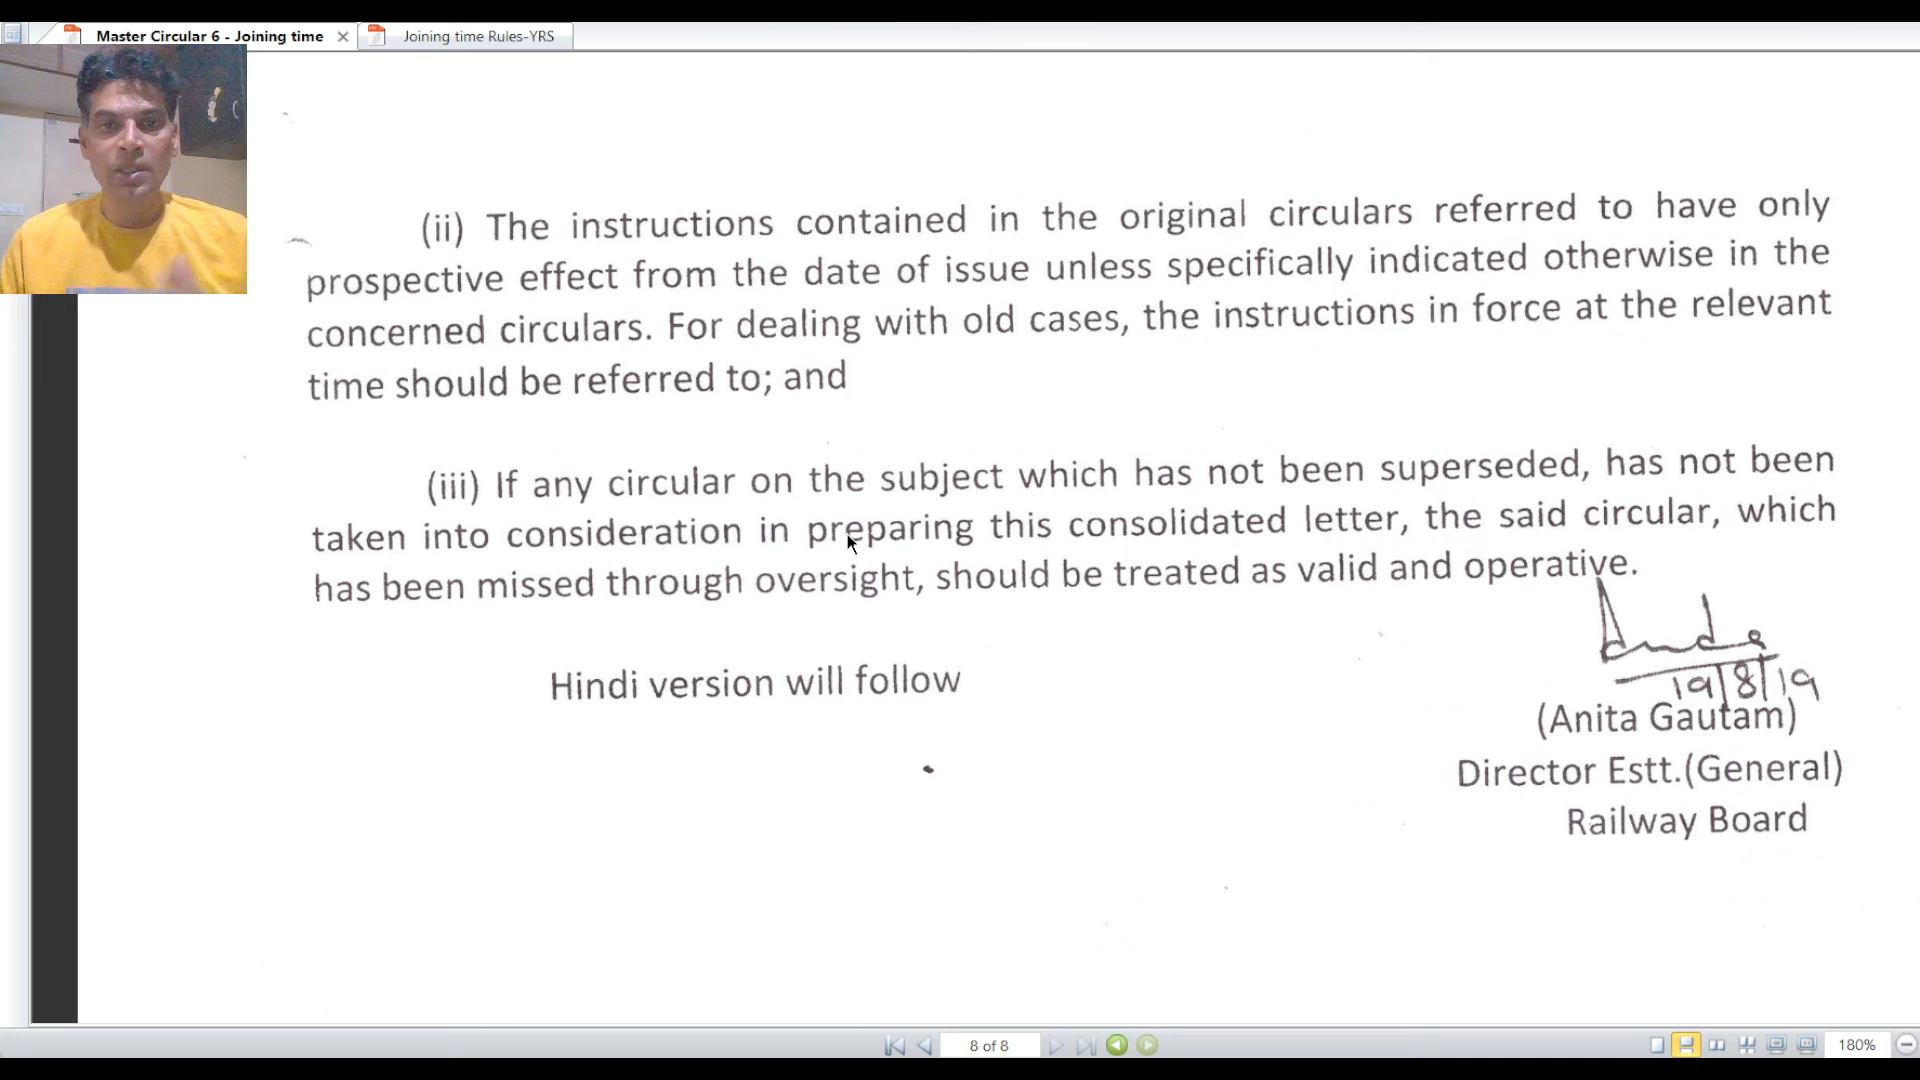 Master Circular 6 - Joining time
Joining time Rules-YRS
(ii) The instructions contained in the original circulars referred to have only
prospective effect from the date of issue unless specifically indicated otherwise in the
concerned circulars. For dealing with old cases, the instructions in force at the relevant
time should be referred to; and
(iii) If any circular on the subject which has not been superseded, has not been
taken into consideration in preparing this consolidated letter, the said circular, which
has been missed through oversight, should be treated as valid and operative.
Hindi version will follow
19/8/19
(Anita Gautam)
Director Estt.(General)
Railway Board
8 of 8
180%